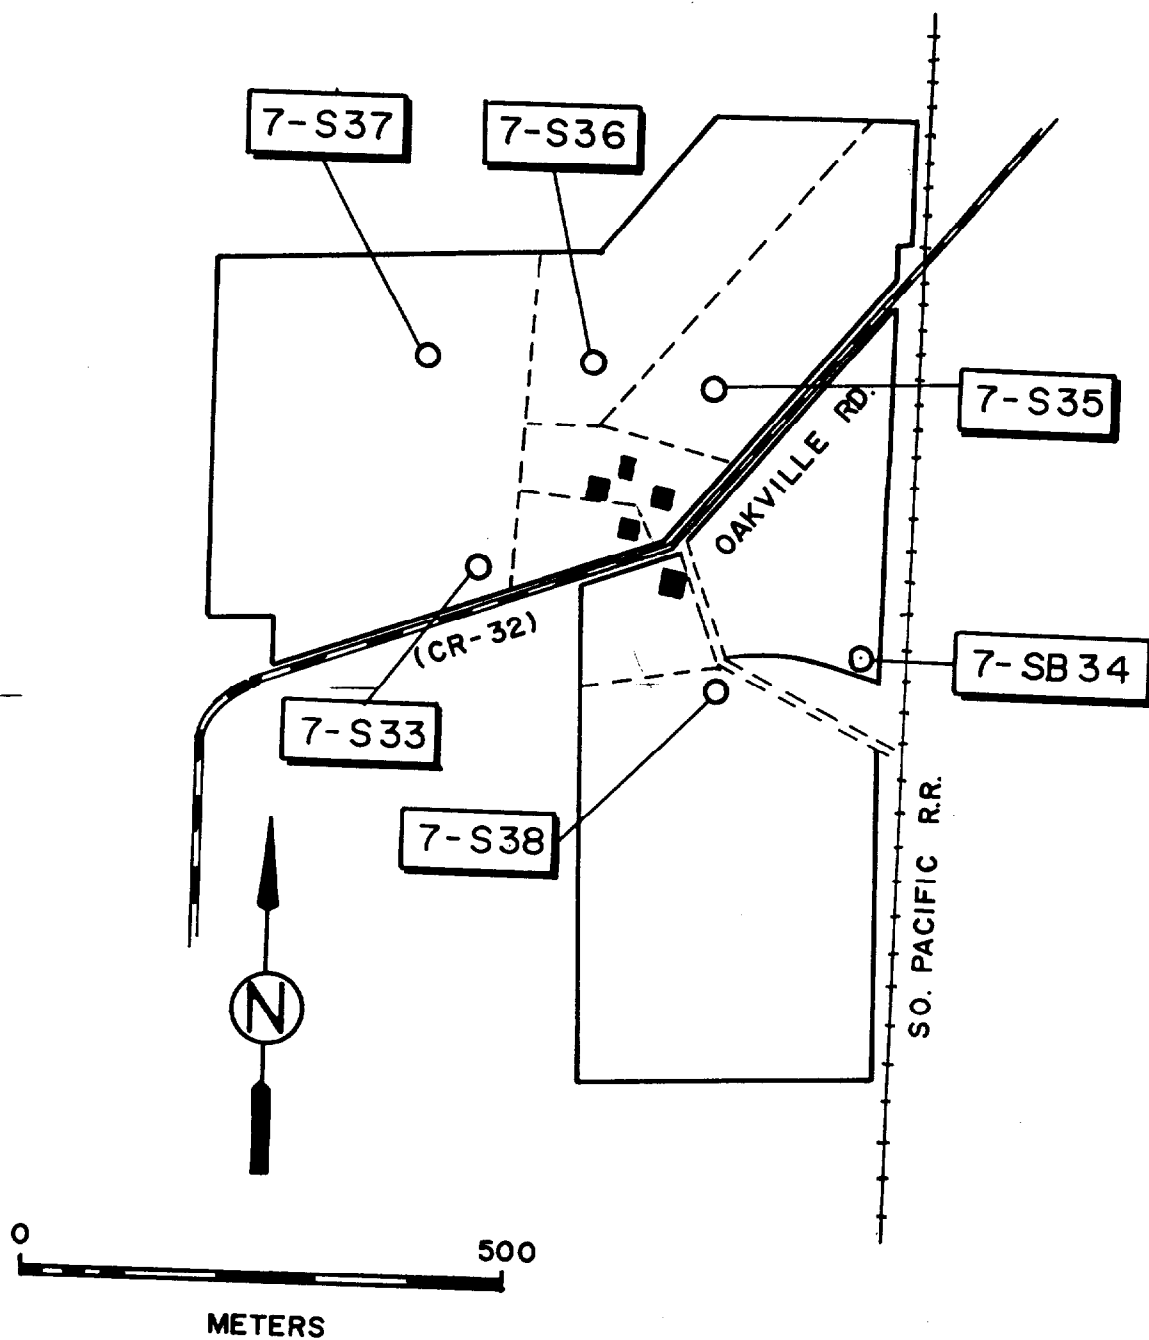 7-S37
7-S36
7-S35
OAKVILLE RD.
(CR-32)
7-SB34
7-S33
7-S38
SO. PACIFIC R.R.
N
0
500
METERS